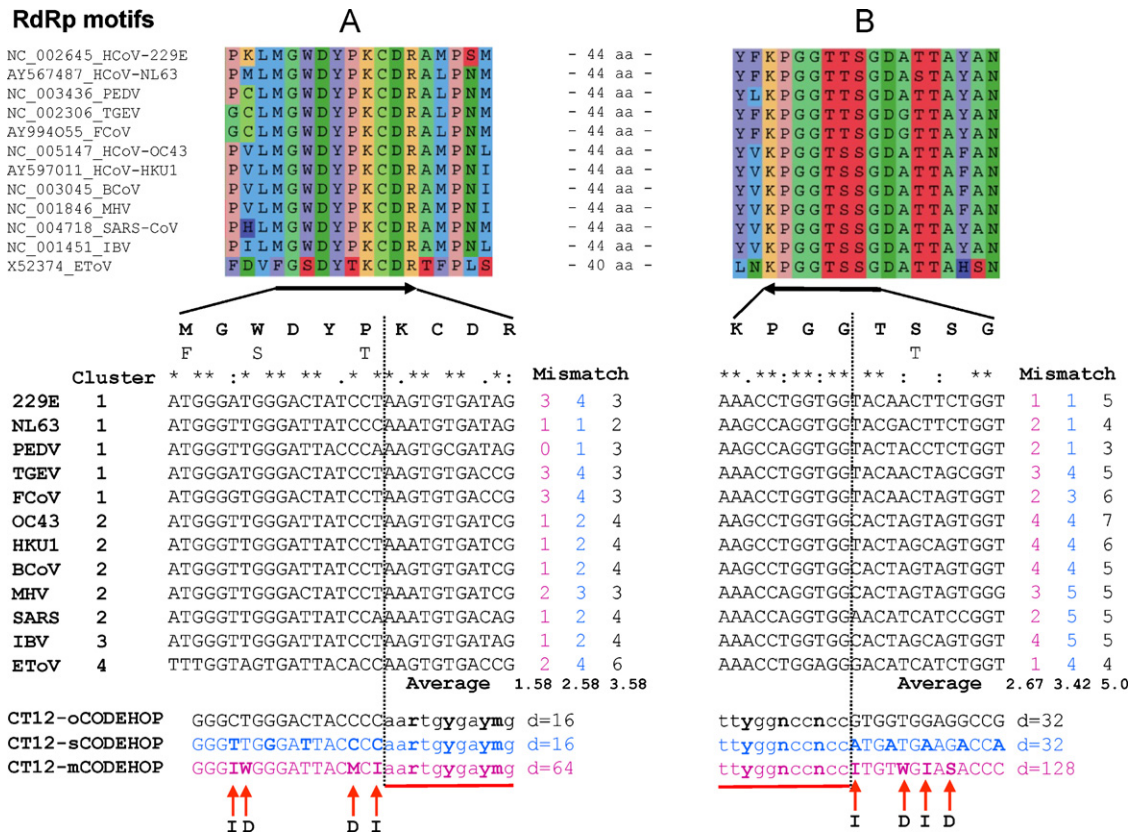 RdRp motifs A B
NC_002645_HCoV-229E PKLMGWDYPKCDRAMPSM - 44 aa - YFKPGGTTSGDATTAYAN
AY567487_HCoV-NL63 PMLMGWDYPKCDRALPNM - 44 aa - YFKPGGTTSGDASTAYAN
NC_003436_PEDV PCLMGWDYPKCDRALPNM - 44 aa - YLKPGGTTSGDATTAYAN
NC_002306_TGEV GCLMGWDYPKCDRALPNM - 44 aa - YFKPGGTTSGDATTAYAN
AY994055_FCoV GCLMGWDYPKCDRALPNM - 44 aa - YFKPGGTTSGDATTAYAN
NC_005147_HCoV-OC43 PVLMGWDYPKCDRAMPNL - 44 aa - YVKPGGTSSGDATTAFAN
AY597011_HCoV-HKU1 PVLMGWDYPKCDRAMPNI - 44 aa - YVKPGGTSSGDATTAFAN
NC_003045_BCoV PVLMGWDYPKCDRAMPNI - 44 aa - YVKPGGTSSGDATTAFAN
NC_001846_MHV PVLMGWDYPKCDRAMPNI - 44 aa - YVKPGGTSSGDATTAFAN
NC_004718_SARS-CoV PHLMGWDYPKCDRAMPNM - 44 aa - YVKPGGTSSGDATTAYAN
NC_001451_IBV PILMGWDYPKCDRAMPNL - 44 aa - YVKPGGTSSGDATTAFAN
X52374_EToV FDVFGSDYTKCDRTFPLS - 40 aa - LNKPGGTSSGDATTAHSN
M G W D Y P K C D R K P G G T S S G
F S T T
Cluster * ** :* ** .* *. ** ** .*: Mismatch **.**:**:** : : ** Mismatch
229E 1 ATGGGATGGGACTATCCTAAGTGTGATAG 3 4 3 AAACCTGGTGGTACAACTTCTGGT 1 1 5
NL63 1 ATGGGTTGGGACTATCCCAAATGTGATAG 1 1 2 AAGCCAGGTGGTACGACTTCTGGT 2 1 4
PEDV 1 ATGGGTTGGGACTACCCAAAGTGCGATAG 0 1 3 AAGCCAGGTGGTACTACCTCTGGT 2 1 3
TGEV 1 ATGGGATGGGACTATCCTAAGTGTGACCG 3 4 3 AAACCTGGTGGTACAACTAGCGGT 3 4 5
FCoV 1 ATGGGGTGGGACTATCCTAAGTGTGACCG 3 4 3 AAACCTGGTGGTACAACTAGTGGT 2 3 6
OC43 2 ATGGGTTGGGATTATCCTAAGTGTGATCG 1 2 4 AAGCCTGGTGGCACTAGTAGTGGT 4 4 7
HKU1 2 ATGGGTTGGGATTATCCTAAATGTGATCG 1 2 4 AAACCTGGTGGTACTAGCAGTGGT 4 4 6
BCoV 2 ATGGGTTGGGATTATCCTAAGTGTGATCG 1 2 4 AAGCCTGGTGGCACTAGTAGTGGT 4 4 5
MHV 2 ATGGGTTGGGACTATCCTAAGTGTGATCG 2 3 3 AAGCCTGGTGGCACTAGTAGTGGG 3 5 5
SARS 2 ATGGGTTGGGATTATCCAAAATGTGACAG 1 2 4 AAACCAGGTGGAACATCATCCGGT 2 4 5
IBV 3 ATGGGTTGGGATTATCCTAAGTGTGATAG 1 2 4 AAACCTGGTGGCACTAGCAGTGGT 4 5 5
EToV 4 TTTGGTAGTGATTACACCAAGTGTGACCG 2 4 6 AAACCTGGAGGGACATCATCTGGT 1 4 4
Average 1.58 2.58 3.58 2.67 3.42 5.0
CT12-oCODEHOP GGGCTGGGACTACCCCaartgygaymg d=16 ttyggnccnccGTGGTGGAGGCCG d=32
CT12-sCODEHOP GGGTTGGGATTACCCCaartgygaymg d=16 ttyggnccnccATGATGAAGACCA d=32
CT12-mCODEHOP GGGIWGGGATTACMCIaartgygaymg d=64 ttyggnccnccITGTWGIASACCC d=128
I D D I I D I D